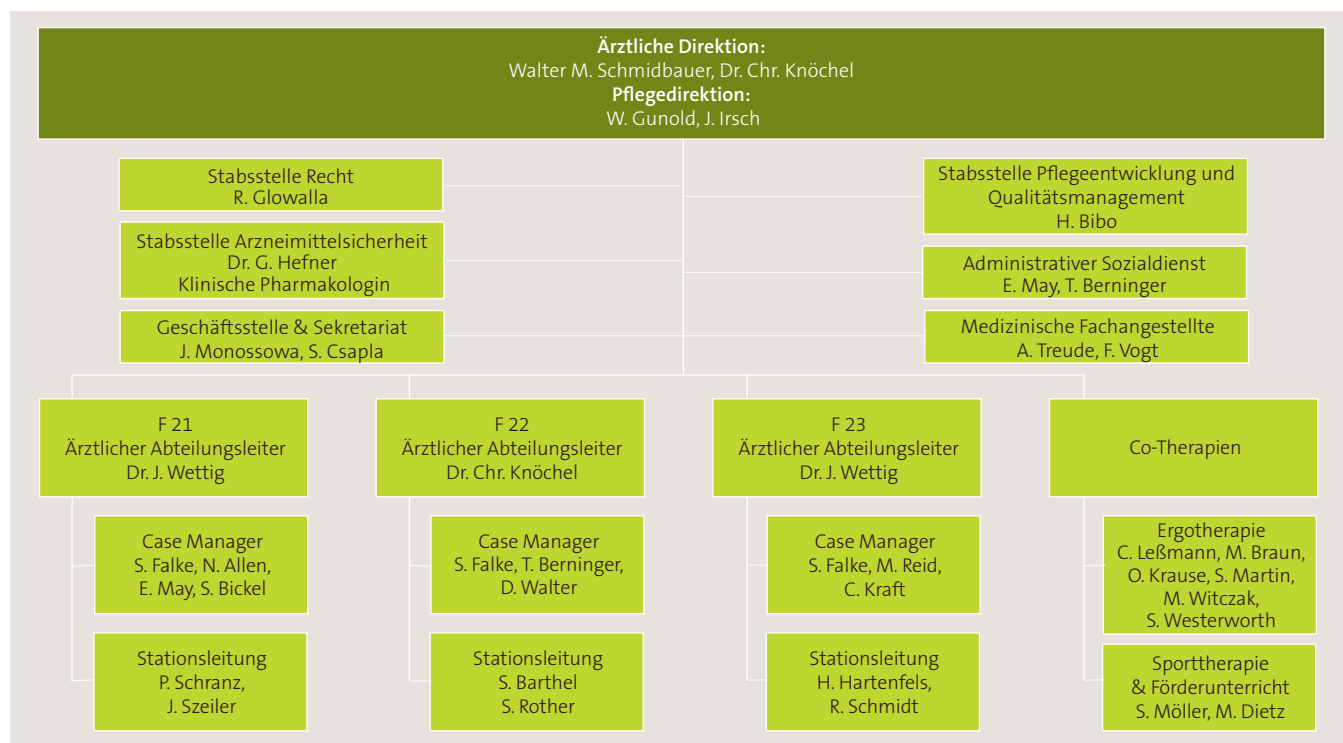 Ärztliche Direktion:
Walter M. Schmidbauer, Dr. Chr. Knöchel
Pflegedirektion:
W. Gunold, J. Irsch
Stabsstelle Recht
R. Glowalla
Stabsstelle Pflegeentwicklung und
Qualitätsmanagement
H. Bibo
Stabsstelle Arzneimittelsicherheit
Dr. G. Hefner
Klinische Pharmakologin
Administrativer Sozialdienst
E. May, T. Berninger
Geschäftsstelle & Sekretariat
J. Monossowa, S. Csapla
Medizinische Fachangestellte
A. Treude, F. Vogt
F 21
Ärztlicher Abteilungsleiter
Dr. J. Wettig
F 22
Ärztlicher Abteilungsleiter
Dr. Chr. Knöchel
F 23
Ärztlicher Abteilungsleiter
Dr. J. Wettig
Co-Therapien
Case Manager
S. Falke, N. Allen,
E. May, S. Bickel
Case Manager
S. Falke, T. Berninger,
D. Walter
Case Manager
S. Falke, M. Reid,
C. Kraft
Ergotherapie
C. Leßmann, M. Braun,
O. Krause, S. Martin,
M. Witczak,
S. Westerworth
Stationsleitung
P. Schranz,
J. Szeiler
Stationsleitung
S. Barthel
S. Rother
Stationsleitung
H. Hartenfels,
R. Schmidt
Sporttherapie
& Förderunterricht
S. Möller, M. Dietz